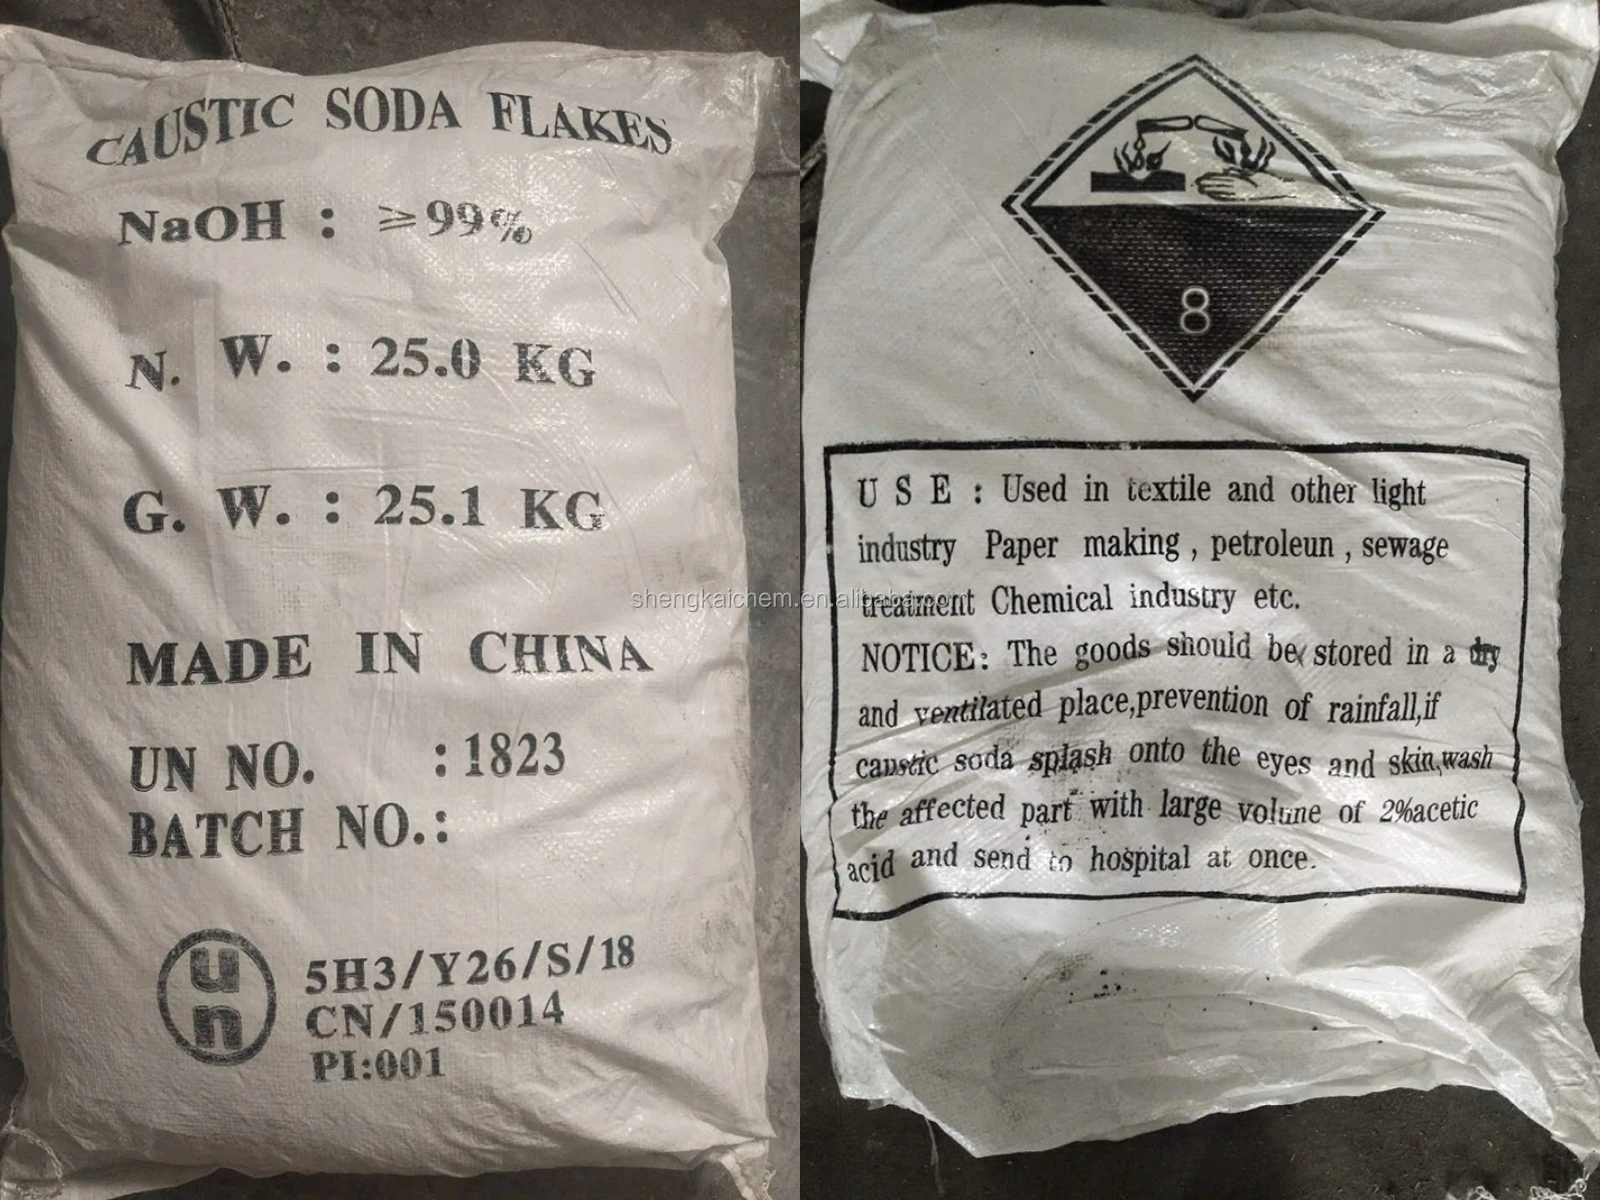 CAUSTIC SODA FLAKES
NaOH : ≥99%
N. W. : 25.0 KG
G. W. : 25.1 KG
MADE IN CHINA
UN NO. :1823
BATCH NO.:
un
5H3/Y26/S/18
CN/150014
PI:001
8
U S E : Used in textile and other light
industry Paper making , petroleun , sewage
treatment Chemical industry etc.
NOTICE: The goods should be stored in a dry
and ventilated place,prevention of rainfall,if
canstic soda splash onto the eyes and skin,wash
the affected part with large volune of 2%acetic
acid and send to hospital at once.
shengkaichem.en.alibaba.com